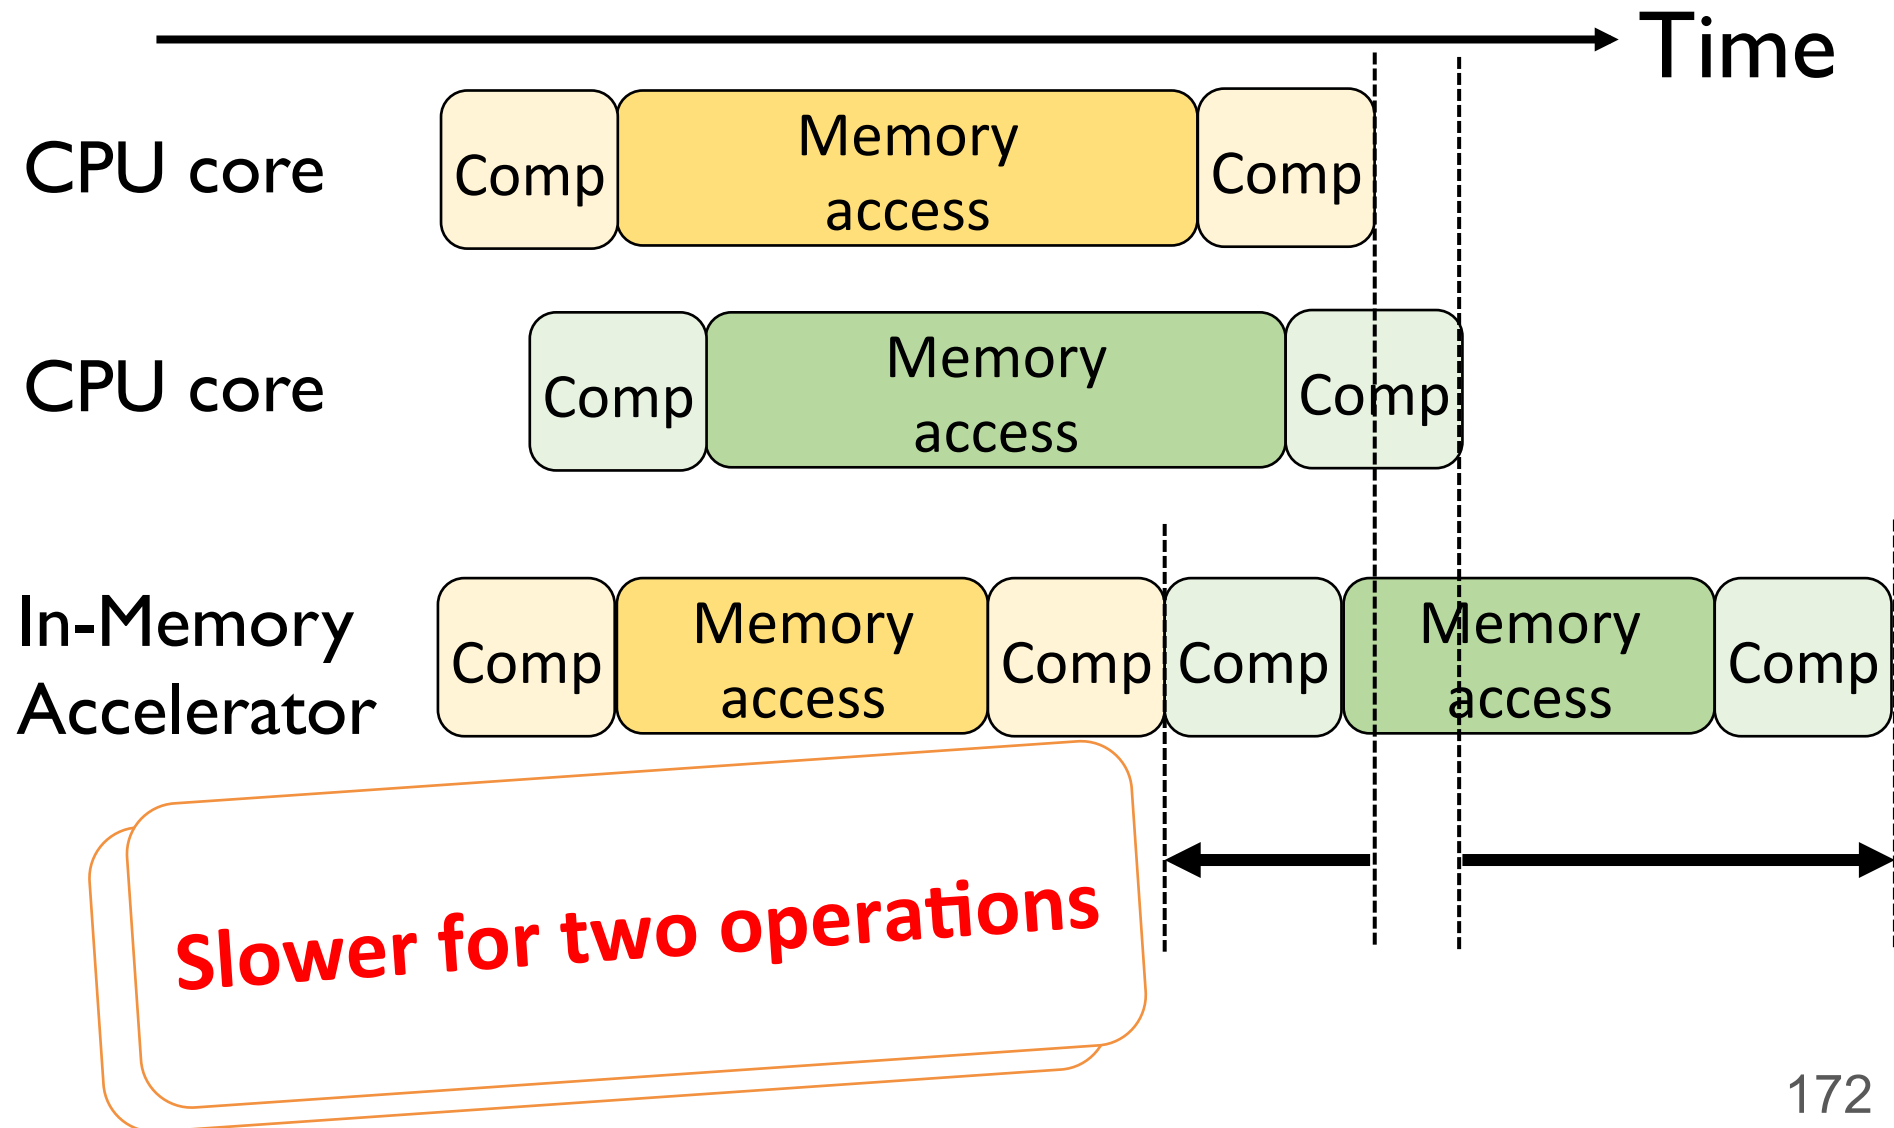 Time
CPU core
Comp
Memory
access
Comp
CPU core
Comp
Memory
access
Comp
In-Memory
Accelerator
Comp
Memory
access
Comp
Comp
Memory
access
Comp
Slower for two operations
172